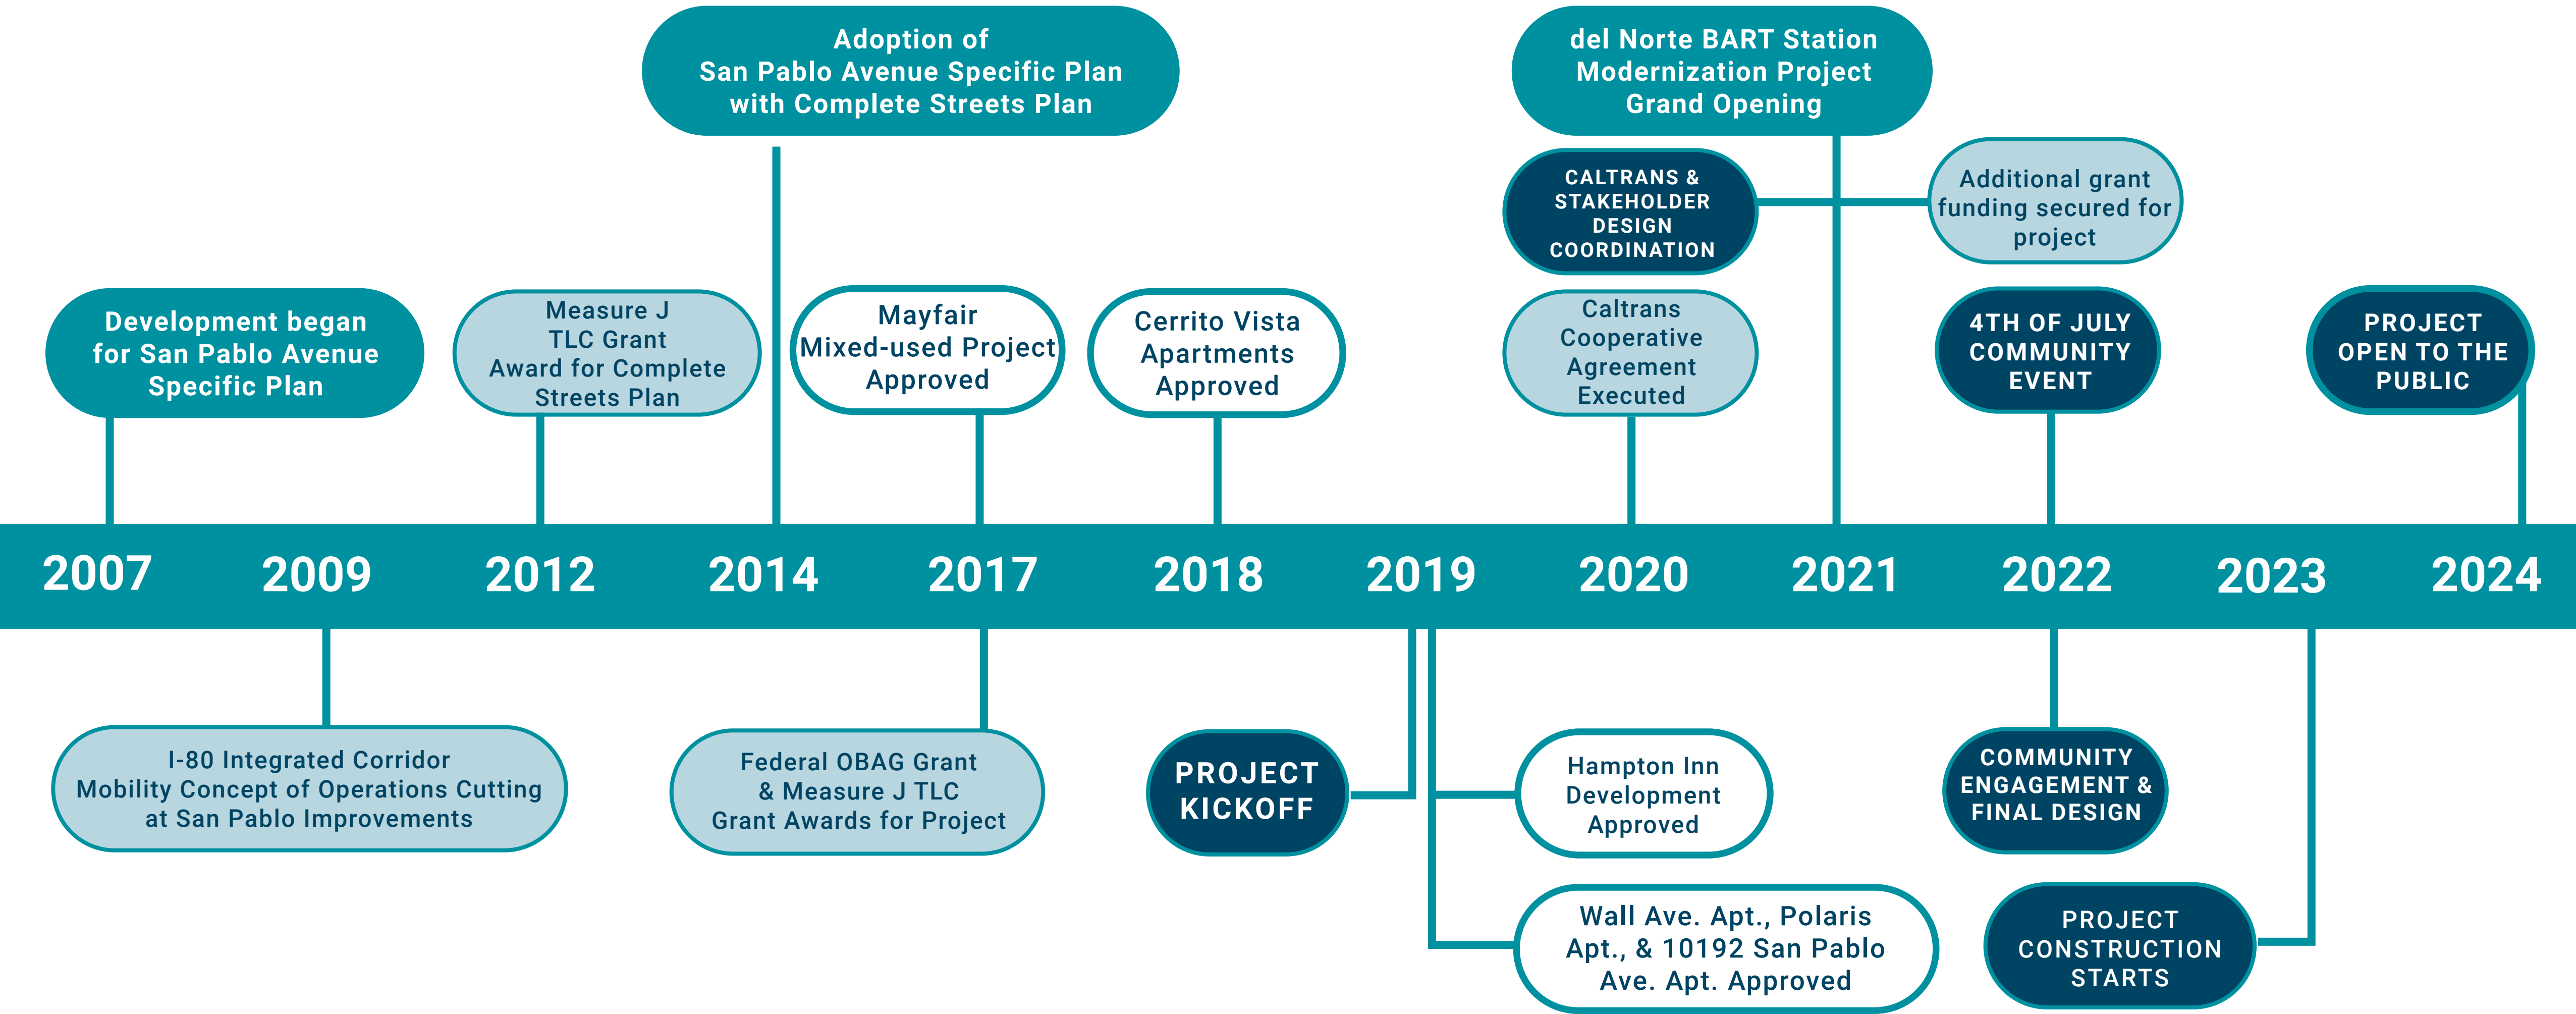 Adoption of
San Pablo Avenue Specific Plan
with Complete Streets Plan
del Norte BART Station
Modernization Project
Grand Opening
CALTRANS &
STAKEHOLDER
DESIGN
COORDINATION
Additional grant
funding secured for
project
Development began
for San Pablo Avenue
Specific Plan
Measure J
TLC Grant
Award for Complete
Streets Plan
Mayfair
Mixed-used Project
Approved
Cerrito Vista
Apartments
Approved
Caltrans
Cooperative
Agreement
Executed
4TH OF JULY
COMMUNITY
EVENT
PROJECT
OPEN TO THE
PUBLIC
2007 2009 2012 2014 2017 2018 2019 2020 2021 2022 2023 2024
I-80 Integrated Corridor
Mobility Concept of Operations Cutting
at San Pablo Improvements
Federal OBAG Grant
& Measure J TLC
Grant Awards for Project
PROJECT
KICKOFF
Hampton Inn
Development
Approved
COMMUNITY
ENGAGEMENT &
FINAL DESIGN
Wall Ave. Apt., Polaris
Apt., & 10192 San Pablo
Ave. Apt. Approved
PROJECT
CONSTRUCTION
STARTS